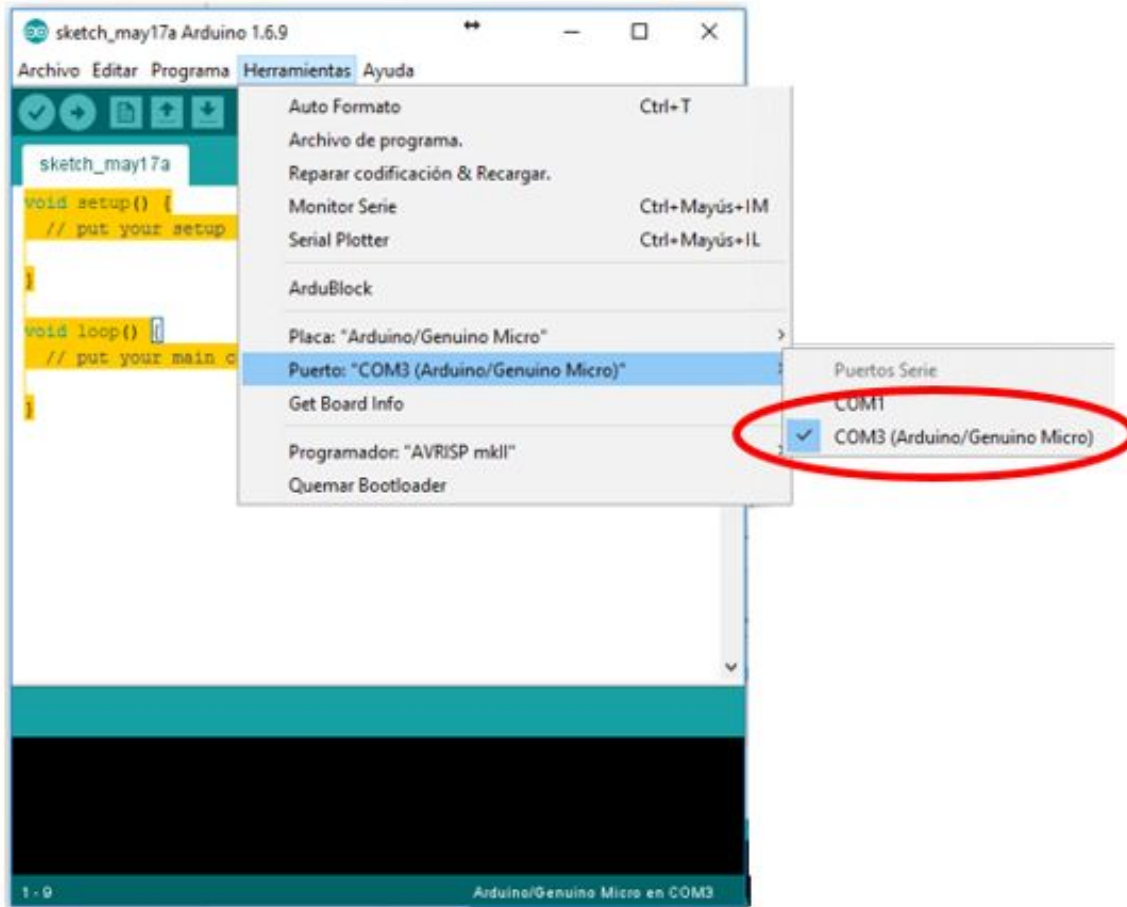 sketch_may17a Arduino 1.6.9
Archivo Editar Programa Herramientas Ayuda
Auto Formato Ctrl+T
Archivo de programa.
Reparar codificación & Recargar.
Monitor Serie Ctrl+Mayús+IM
Serial Plotter Ctrl+Mayús+IL
ArduBlock
Placa: "Arduino/Genuino Micro"
Puerto: "COM3 (Arduino/Genuino Micro)"
Get Board Info
Programador: "AVRISP mkII"
Quemar Bootloader
Puertos Serie
COM1
COM3 (Arduino/Genuino Micro)
sketch_may17a
void setup() {
// put your setup
}
void loop() {
// put your main c
}
1 - 9 Arduino/Genuino Micro en COM3